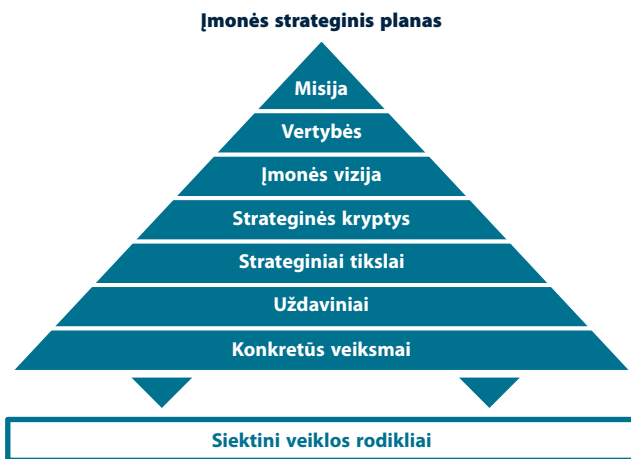 Įmonės strateginis planas
Misija
Vertybės
Įmonės vizija
Strateginės kryptys
Strateginiai tikslai
Uždaviniai
Konkretūs veiksmai
Siektini veiklos rodikliai